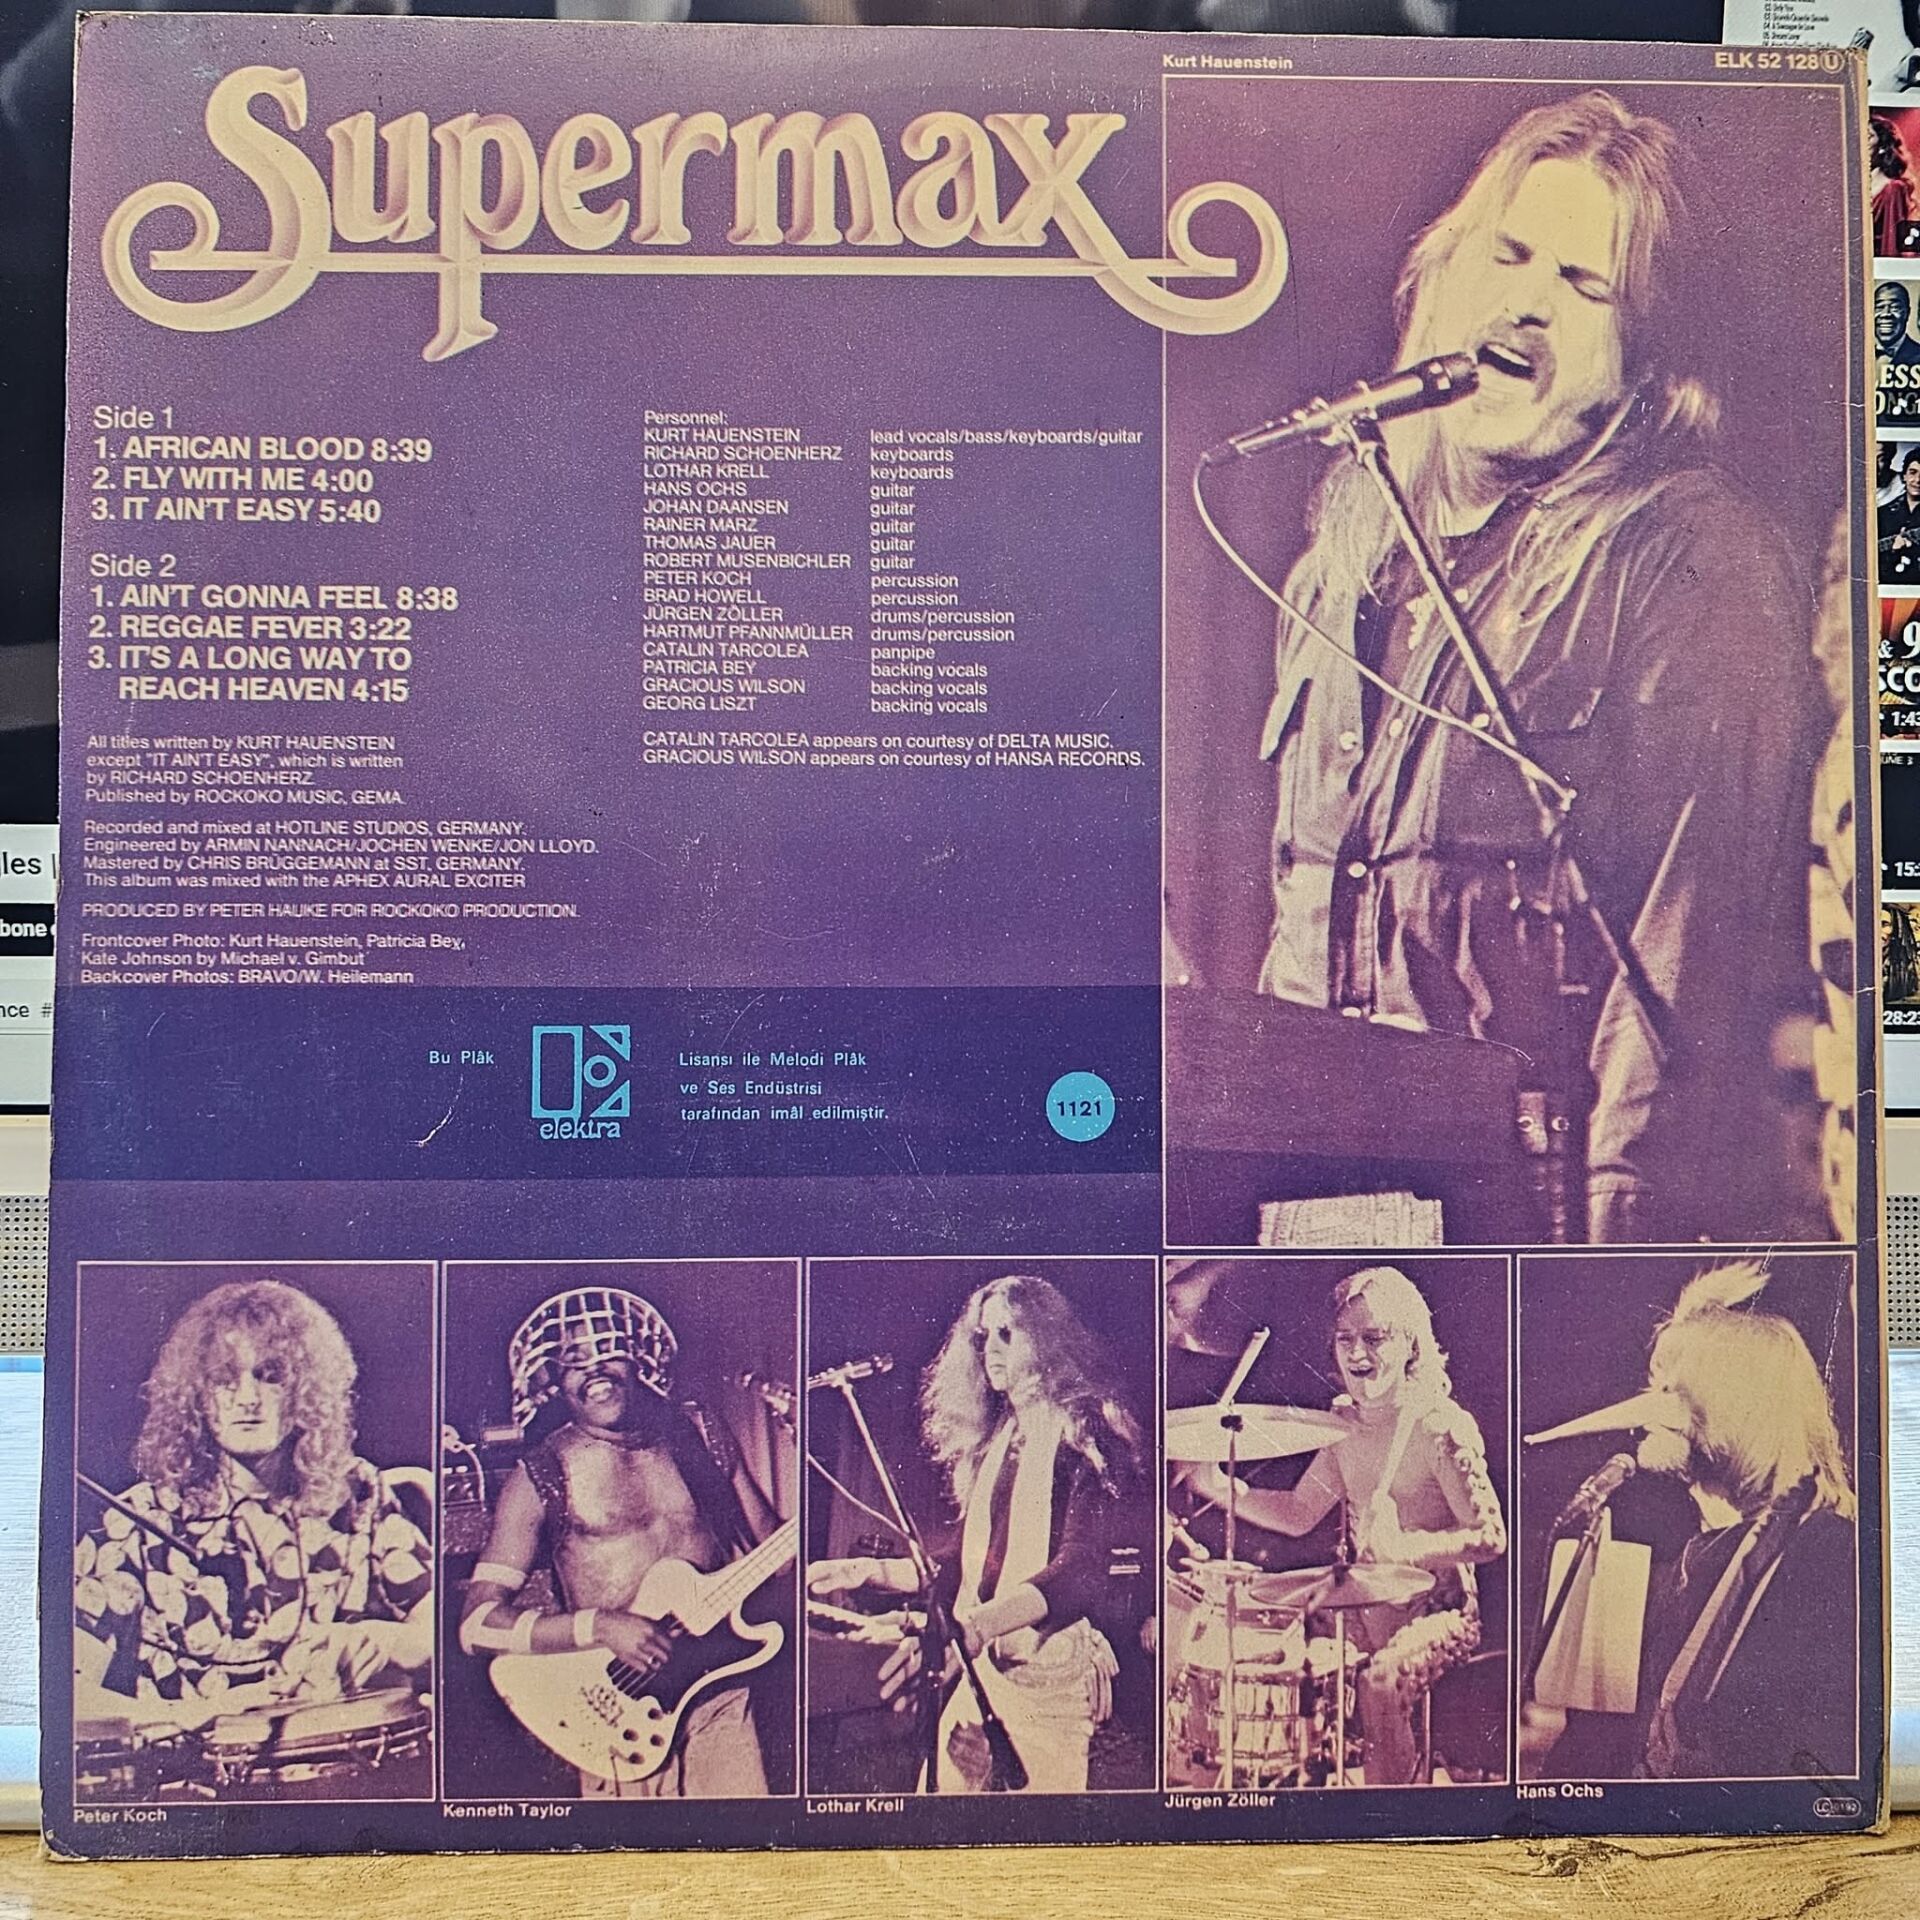 Kurt Hauenstein
ELK 52 128 U
Supermax
Side 1
1. AFRICAN BLOOD 8:39
2. FLY WITH ME 4:00
3. IT AIN'T EASY 5:40
Side 2
1. AIN'T GONNA FEEL 8:38
2. REGGAE FEVER 3:22
3. IT'S A LONG WAY TO
REACH HEAVEN 4:15
All titles written by KURT HAUENSTEIN
except "IT AIN'T EASY", which is written
by RICHARD SCHOENHERZ.
Published by ROCKOKO MUSIC, GEMA.
Recorded and mixed at HOTLINE STUDIOS, GERMANY.
Engineered by ARMIN NANNACH/JOCHEN WENKE/JON LLOYD.
Mastered by CHRIS BRÜGGEMANN at SST, GERMANY.
This album was mixed with the APHEX AURAL EXCITER
PRODUCED BY PETER HAUKE FOR ROCKOKO PRODUCTION.
Frontcover Photo: Kurt Hauenstein, Patricia Bey,
Kate Johnson by Michael v. Gimbut
Backcover Photos: BRAVO/W. Heilemann
Personnel:
KURT HAUENSTEIN lead vocals/bass/keyboards/guitar
RICHARD SCHOENHERZ keyboards
LOTHAR KRELL keyboards
HANS OCHS guitar
JOHAN DAANSEN guitar
RAINER MARZ guitar
THOMAS JAUER guitar
ROBERT MUSENBICHLER guitar
PETER KOCH percussion
BRAD HOWELL percussion
JÜRGEN ZÖLLER drums/percussion
HARTMUT PFANNMÜLLER drums/percussion
CATALIN TARCOLEA panpipe
PATRICIA BEY backing vocals
GRACIOUS WILSON backing vocals
GEORG LISZT backing vocals
CATALIN TARCOLEA appears on courtesy of DELTA MUSIC.
GRACIOUS WILSON appears on courtesy of HANSA RECORDS.
Bu Plâk
elektra
Lisansı ile Melodi Plâk
ve Ses Endüstrisi
tarafından imâl edilmiştir.
1121
Peter Koch
Kenneth Taylor
Lothar Krell
Jürgen Zöller
Hans Ochs
LC 0192